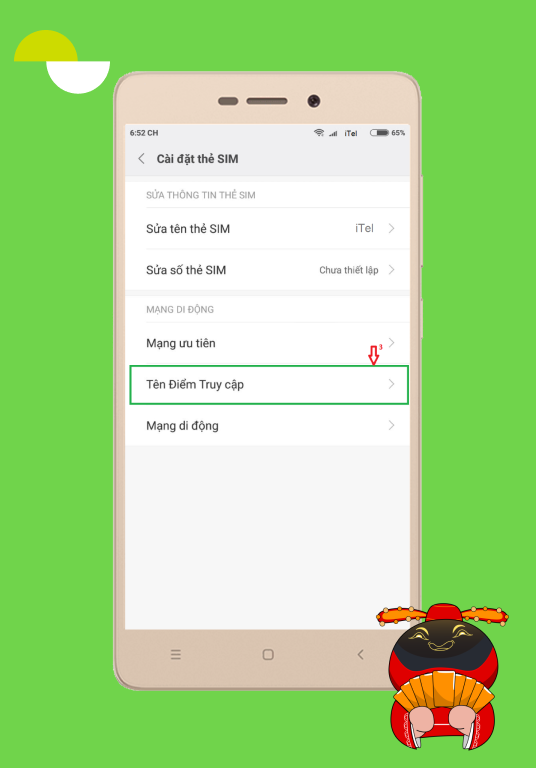 6:52 CH iTel 65%
Cài đặt thẻ SIM
SỬA THÔNG TIN THẺ SIM
Sửa tên thẻ SIM iTel
Sửa số thẻ SIM Chưa thiết lập
MẠNG DI ĐỘNG
Mạng ưu tiên
3
Tên Điểm Truy cập
Mạng di động